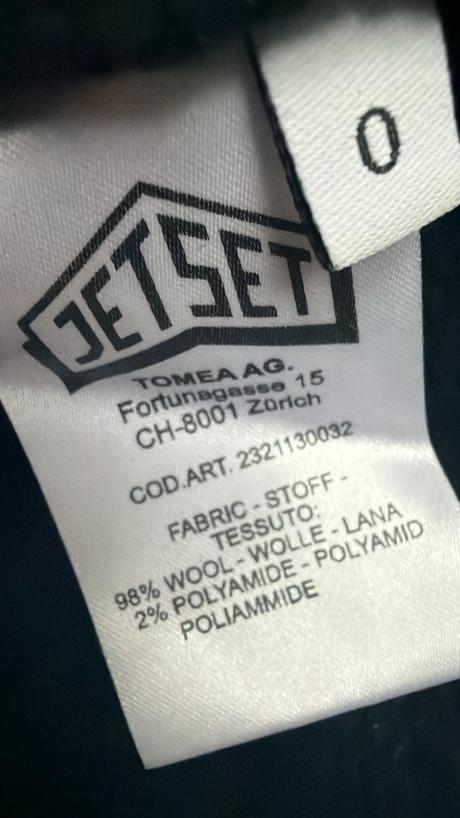 0
JETSET
TOMEA AG.
Fortunagasse 15
CH-8001 Zürich
COD.ART. 2321130032
FABRIC - STOFF -
TESSUTO:
98% WOOL - WOLLE - LANA
2% POLYAMIDE - POLYAMID
POLIAMMIDE